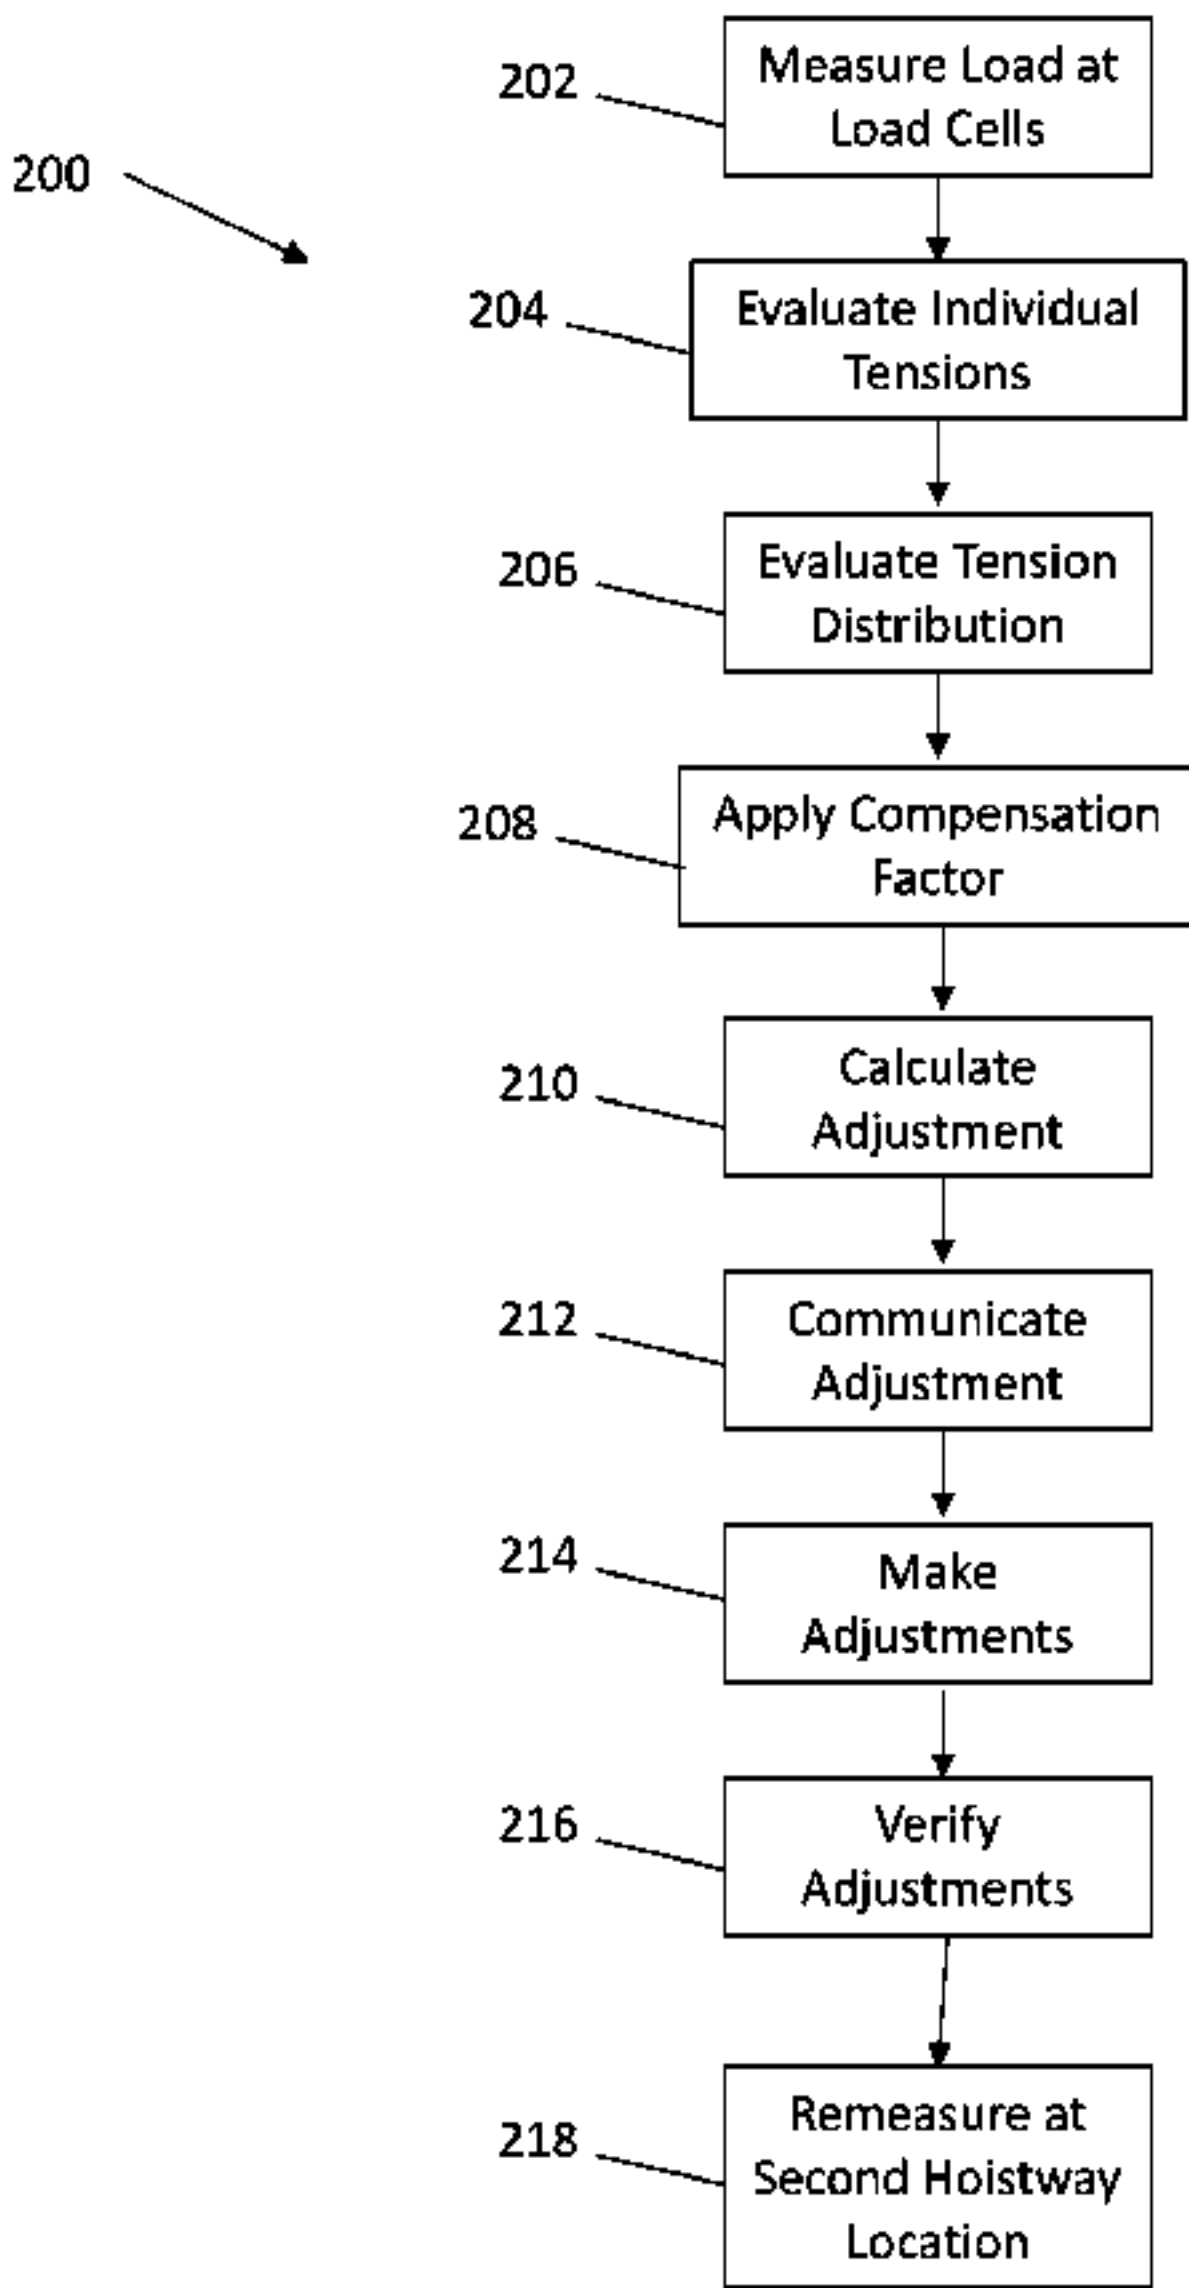 200
202
Measure Load at
Load Cells
204
Evaluate Individual
Tensions
206
Evaluate Tension
Distribution
208
Apply Compensation
Factor
210
Calculate
Adjustment
212
Communicate
Adjustment
214
Make
Adjustments
216
Verify
Adjustments
218
Remeasure at
Second Hoistway
Location